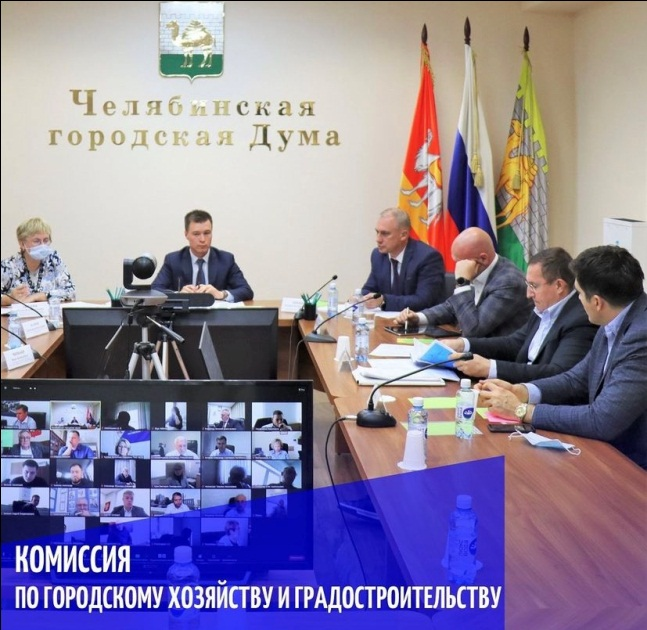 Челябинская
городская Дума
КОМИССИЯ
ПО ГОРОДСКОМУ ХОЗЯЙСТВУ И ГРАДОСТРОИТЕЛЬСТВУ